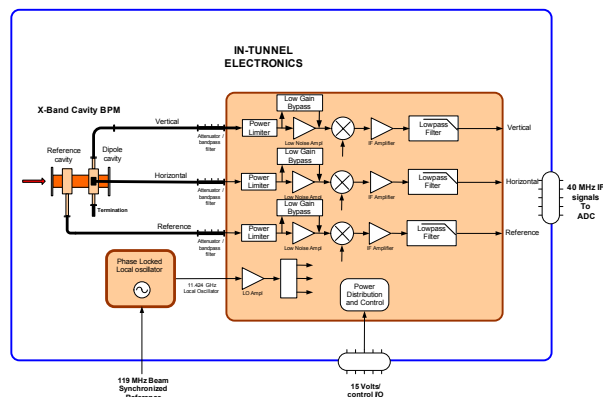 IN-TUNNEL
ELECTRONICS
X-Band Cavity BPM
Reference
cavity
Dipole
cavity
Termination
Vertical
Attenuator /
bandpass
filter
Power
Limiter
Low Gain
Bypass
Low Noise Ampl
IF Amplifier
Lowpass
Filter
Vertical
Horizontal
Attenuator /
bandpass
filter
Power
Limiter
Low Gain
Bypass
Low Noise Ampl
IF Amplifier
Lowpass
Filter
Horizontal
Reference
Attenuator /
bandpass
filter
Power
Limiter
Low Gain
Bypass
Low Noise Ampl
IF Amplifier
Lowpass
Filter
Reference
40 MHz IF
signals
To
ADC
Phase Locked
Local oscillator
11.424 GHz
Local Oscillator
LO Ampl
Power
Distribution
and Control
119 MHz Beam
Synchronized
Reference
15 Volts/
control I/O